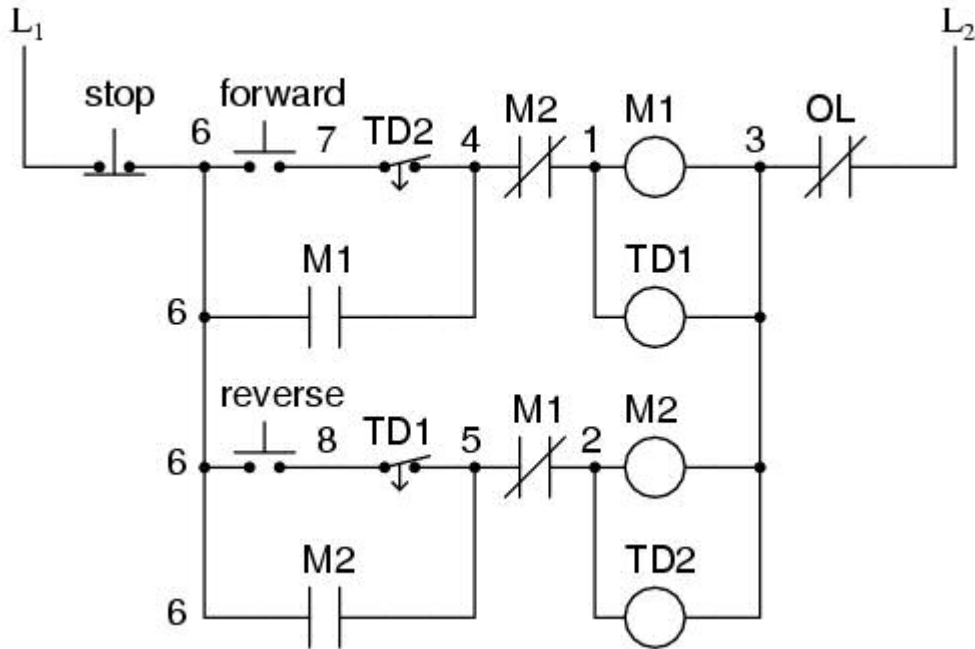 L1 L2
stop forward M2 M1 OL
6 7 TD2 4 1 3
M1 TD1
6
reverse M1 M2
6 8 TD1 5 2
M2 TD2
6